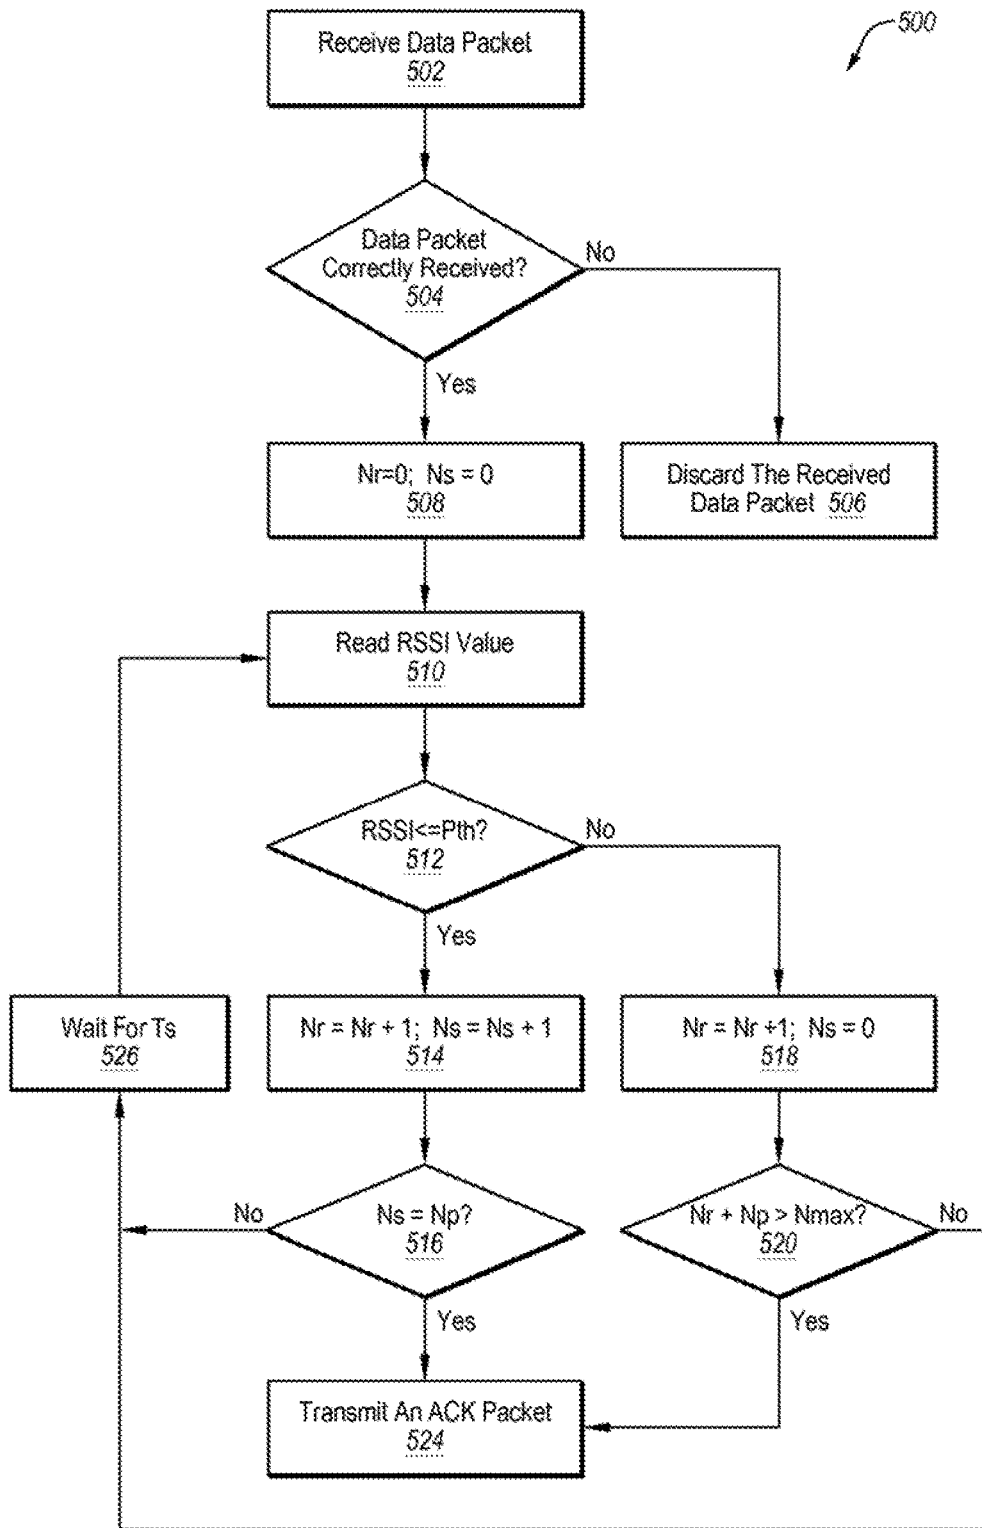 Receive Data Packet
502
500
Data Packet
Correctly Received?
504
No
Yes
Nr=0; Ns = 0
508
Discard The Received
Data Packet 506
Read RSSI Value
510
RSSI<=Pth?
512
No
Yes
Wait For Ts
526
Nr = Nr + 1; Ns = Ns + 1
514
Nr = Nr +1; Ns = 0
518
No
Ns = Np?
516
Yes
Nr + Np > Nmax?
520
No
Yes
Transmit An ACK Packet
524